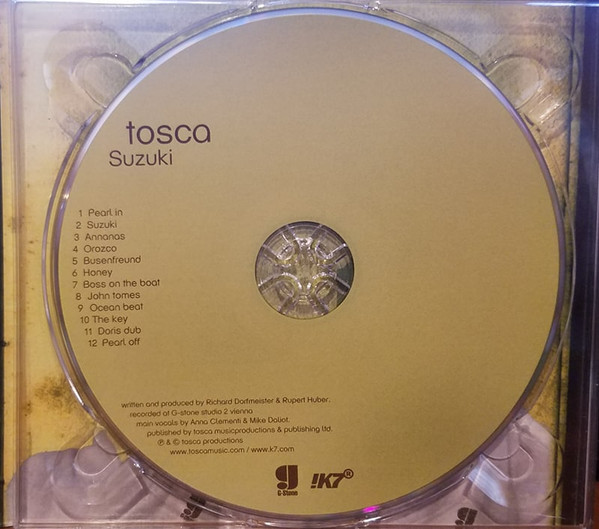 tosca
Suzuki
1 Pearl in
2 Suzuki
3 Annanas
4 Orozco
5 Busenfreund
6 Honey
7 Boss on the boat
8 John tomes
9 Ocean beat
10 The key
11 Doris dub
12 Pearl off
written and produced by Richard Dorfmeister & Rupert Huber.
recorded at G-stone studio 2 vienna
main vocals by Anna Clementi & Mike Daliot.
published by tosca musicproductions & publishing ltd.
℗ & © tosca productions
www.toscamusic.com / www.k7.com
g !K7®
G-Stone